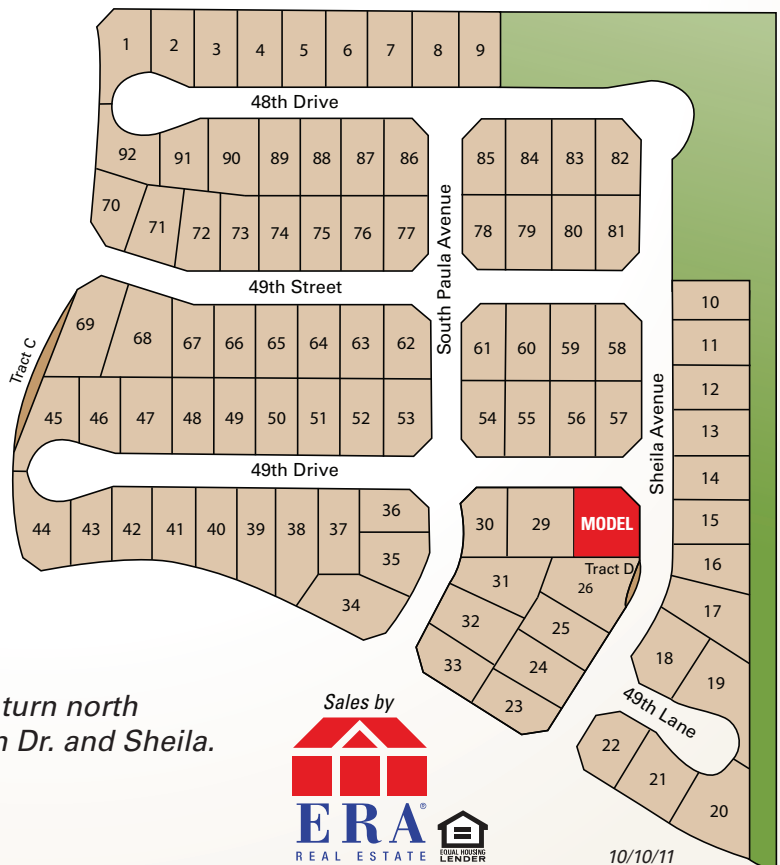 1 2 3 4 5 6 7 8 9
48th Drive
92 91 90 89 88 87 86 85 84 83 82
70 71 72 73 74 75 76 77 78 79 80 81
South Paula Avenue
49th Street
10
11
12
13
14
15
16
17
Tract C
69 68 67 66 65 64 63 62 61 60 59 58
45 46 47 48 49 50 51 52 53 54 55 56 57
Sheila Avenue
49th Drive
44 43 42 41 40 39 38 37 36
35
34
30 29 MODEL
Tract D
31 26
32 25
33 24
23
18 19
49th Lane
22 21 20
turn north
n Dr. and Sheila.
Sales by
ERA®
REAL ESTATE
EQUAL HOUSING
LENDER
10/10/11